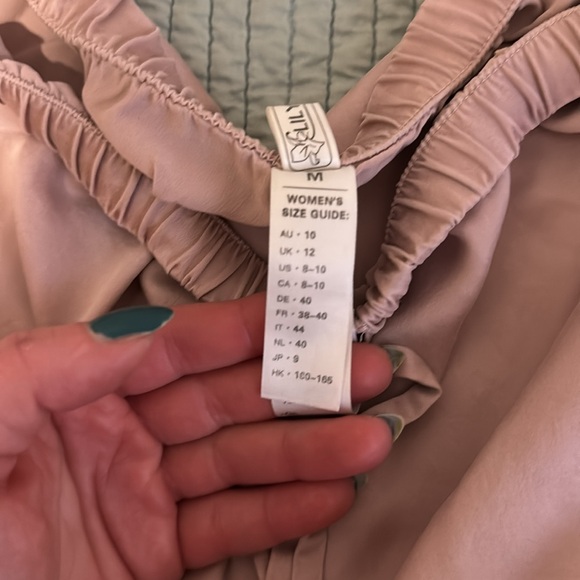 LILY
M
WOMEN'S
SIZE GUIDE:
AU • 10
UK • 12
US • 8-10
CA • 8-10
DE • 40
FR • 38-40
IT • 44
NL • 40
JP • 9
HK • 160-165